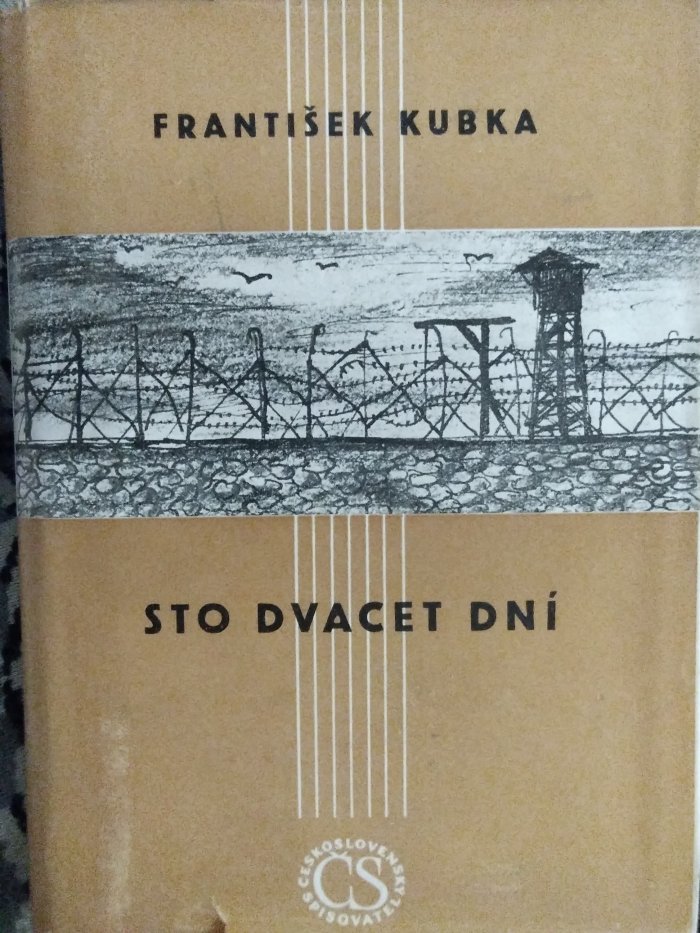 FRANTIŠEK KUBKA
STO DVACET DNÍ
ČESKOSLOVENSKÝ
ČS
SPISOVATEL